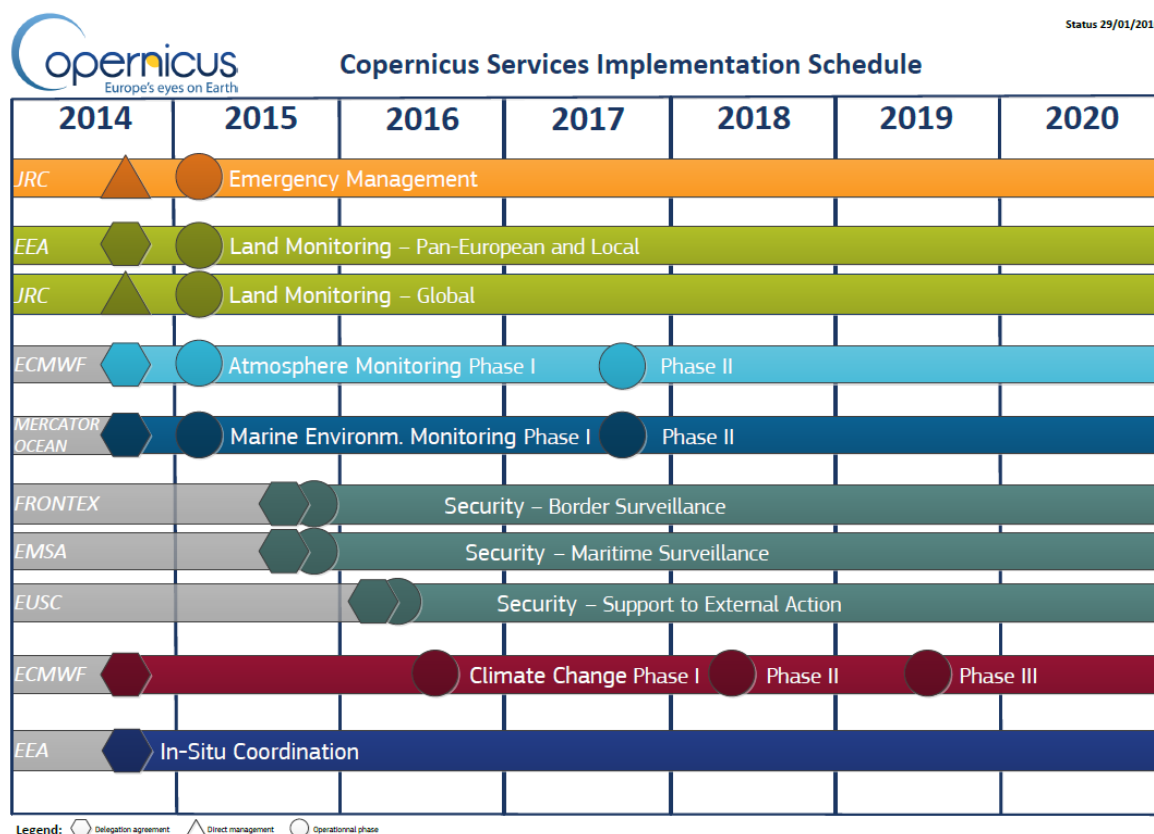 Status 29/01/201
Copernicus
Europe's eyes on Earth
Copernicus Services Implementation Schedule
2014 2015 2016 2017 2018 2019 2020
JRC Emergency Management
EEA Land Monitoring – Pan-European and Local
JRC Land Monitoring – Global
ECMWF Atmosphere Monitoring Phase I Phase II
MERCATOR
OCEAN Marine Environm. Monitoring Phase I Phase II
FRONTEX Security – Border Surveillance
EMSA Security – Maritime Surveillance
EUSC Security – Support to External Action
ECMWF Climate Change Phase I Phase II Phase III
EEA In-Situ Coordination
Legend: Delegation agreement Direct management Operationnal phase